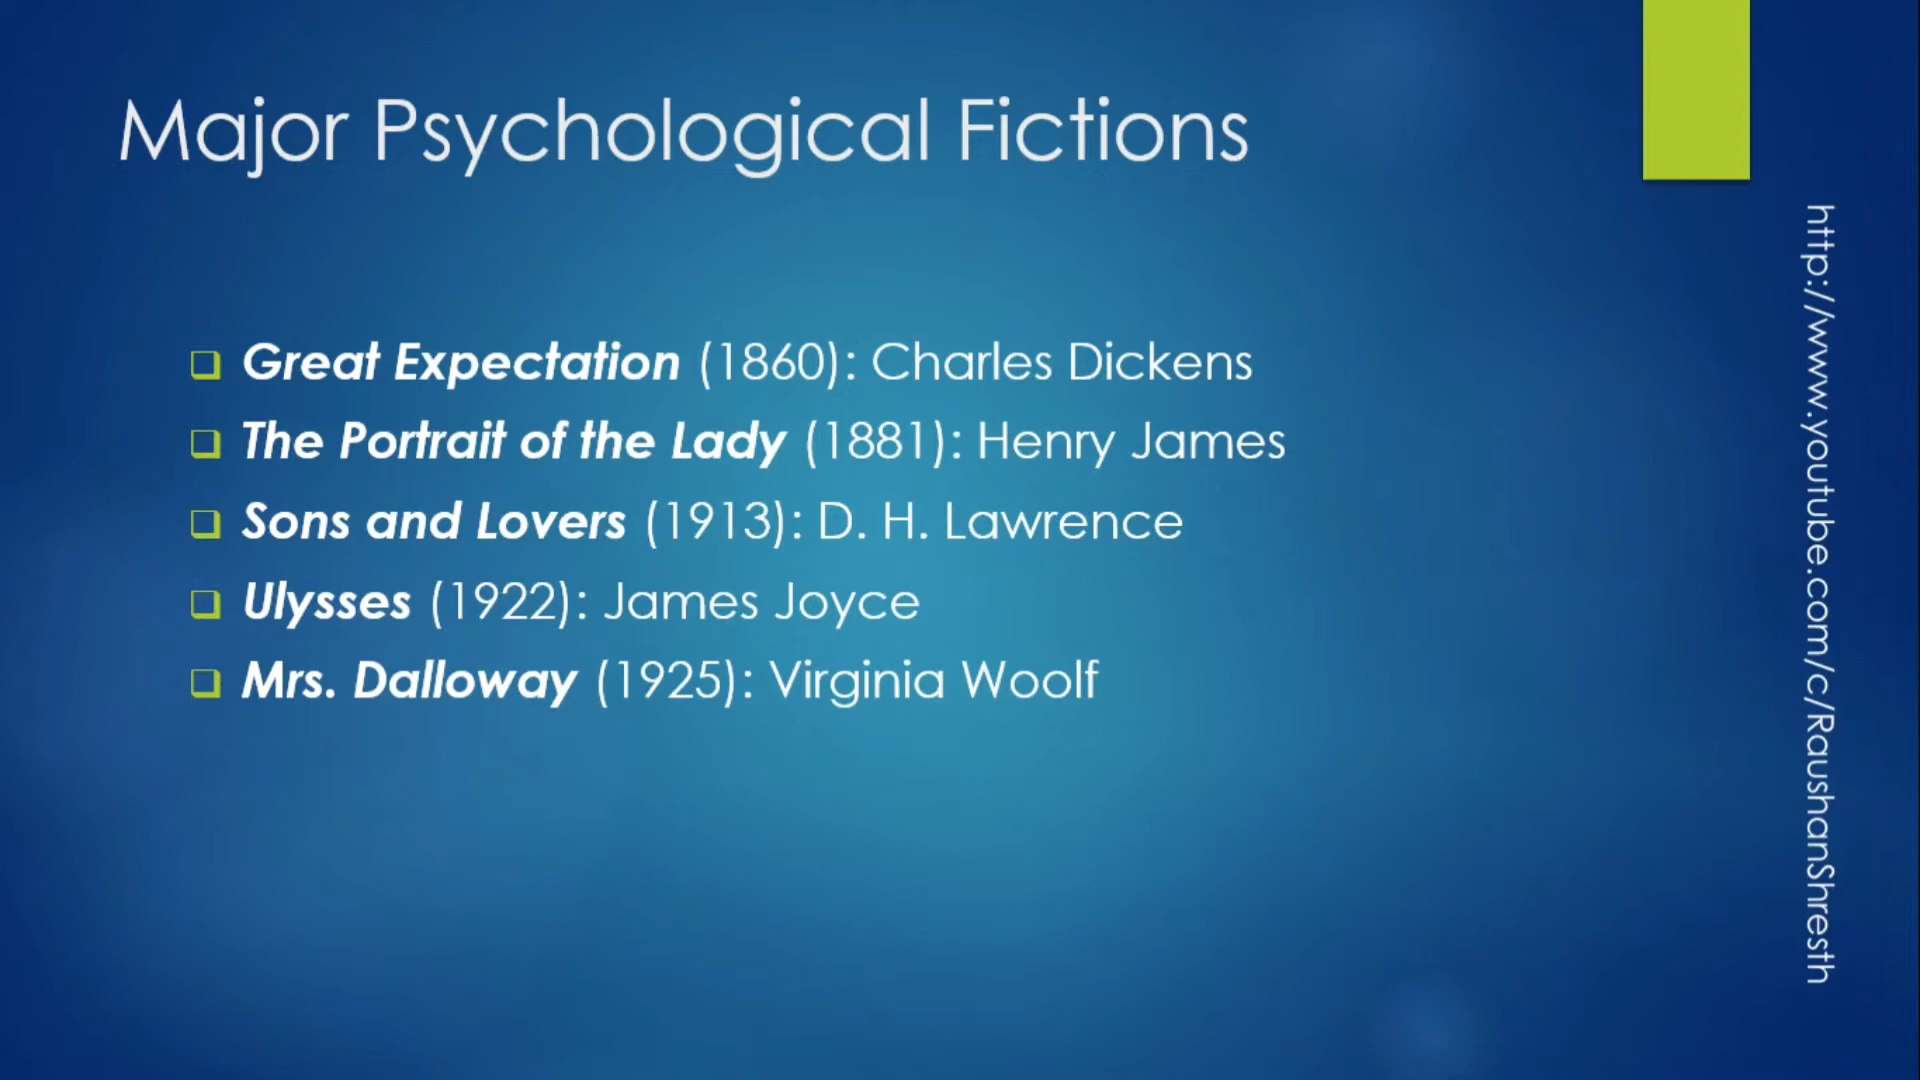 Major Psychological Fictions
Great Expectation (1860): Charles Dickens
The Portrait of the Lady (1881): Henry James
Sons and Lovers (1913): D. H. Lawrence
Ulysses (1922): James Joyce
Mrs. Dalloway (1925): Virginia Woolf
http://www.youtube.com/c/RaushanShresth